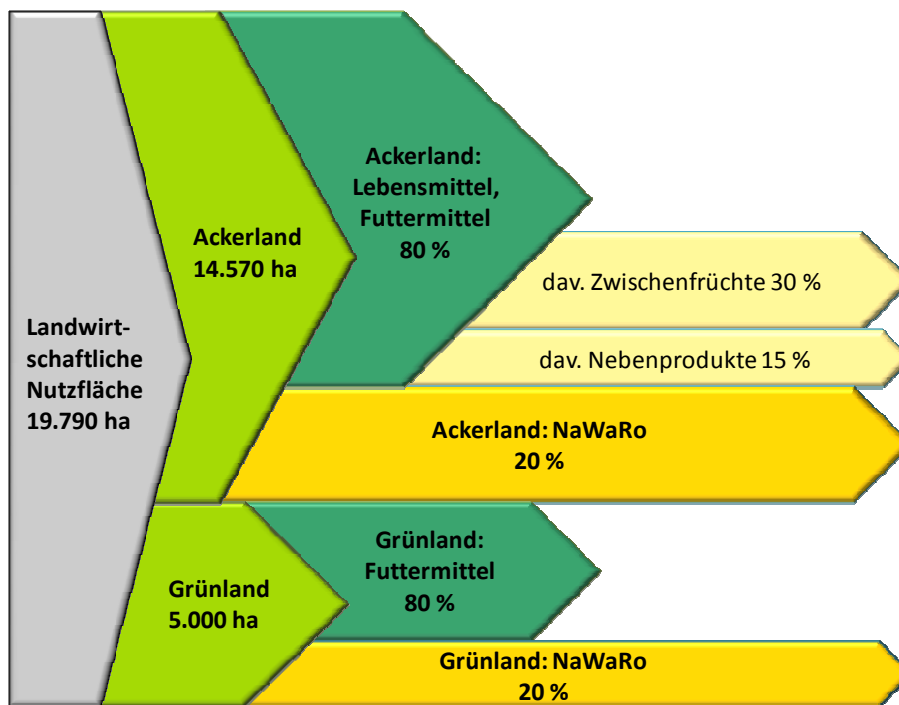 Landwirt-
schaftliche
Nutzfläche
19.790 ha
Ackerland
14.570 ha
Ackerland:
Lebensmittel,
Futtermittel
80 %
dav. Zwischenfrüchte 30 %
dav. Nebenprodukte 15 %
Ackerland: NaWaRo
20 %
Grünland
5.000 ha
Grünland:
Futtermittel
80 %
Grünland: NaWaRo
20 %